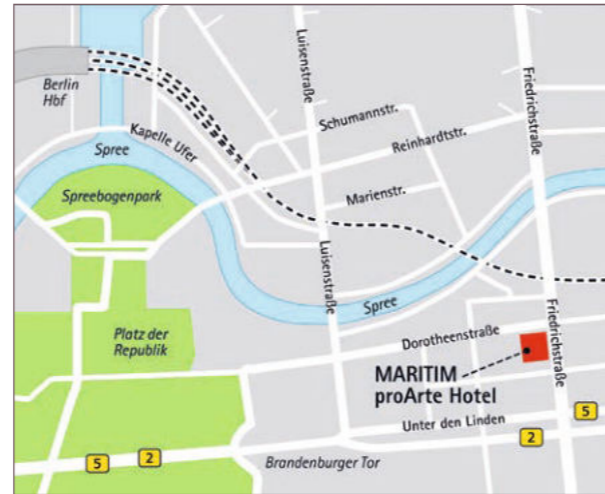 Berlin
Hbf
Spree
Kapelle Ufer
Spreebogenpark
Platz der
Republik
Luisenstraße
Schumannstr.
Reinhardtstr.
Marienstr.
Friedrichstraße
Luisenstraße
Spree
Dorotheenstraße
Friedrichstraße
MARITIM
proArte Hotel
Unter den Linden
5
2
5
2
Brandenburger Tor